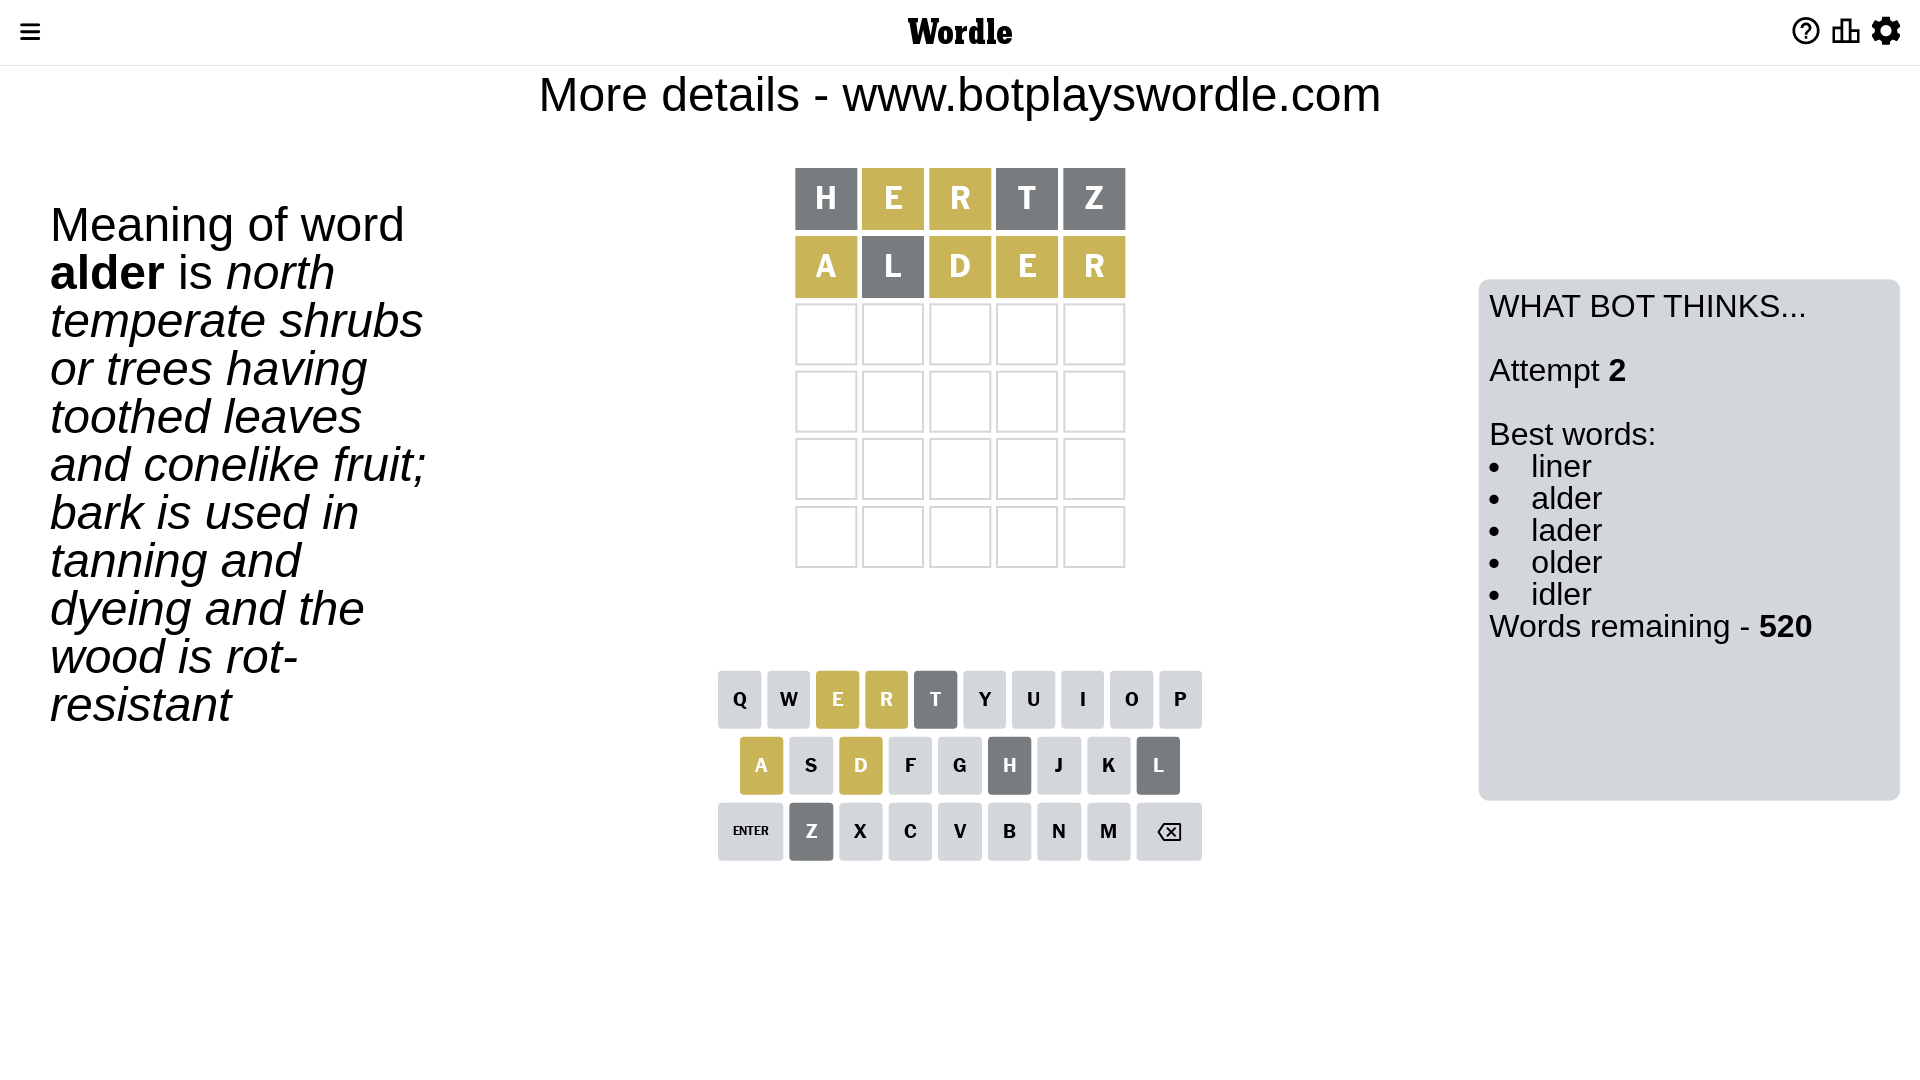 Wordle
More details - www.botplayswordle.com
Meaning of word
alder is north
temperate shrubs
or trees having
toothed leaves
and conelike fruit;
bark is used in
tanning and
dyeing and the
wood is rot-
resistant
H E R T Z
A L D E R
WHAT BOT THINKS...
Attempt 2
Best words:
• liner
• alder
• lader
• older
• idler
Words remaining - 520
Q W E R T Y U I O P
A S D F G H J K L
ENTER Z X C V B N M